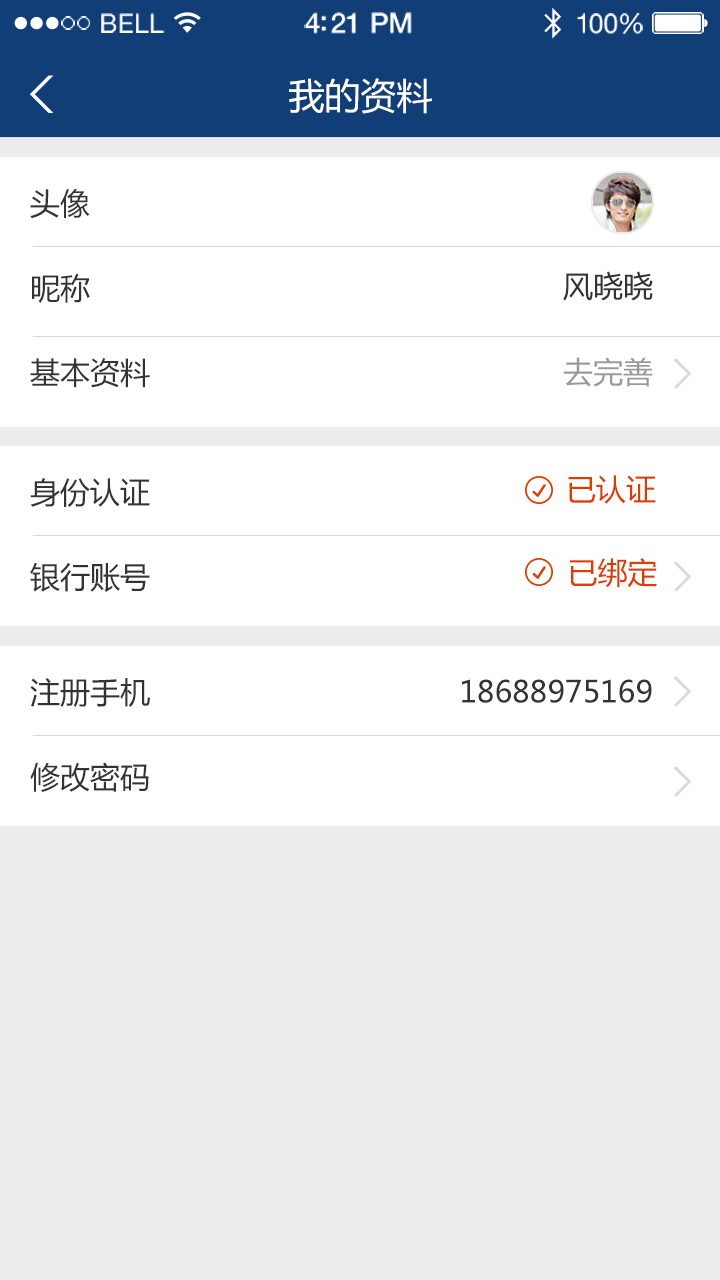 BELL 4:21 PM 100%
我的资料
头像
昵称 风晓晓
基本资料 去完善
身份认证 已认证
银行账号 已绑定
注册手机 18688975169
修改密码